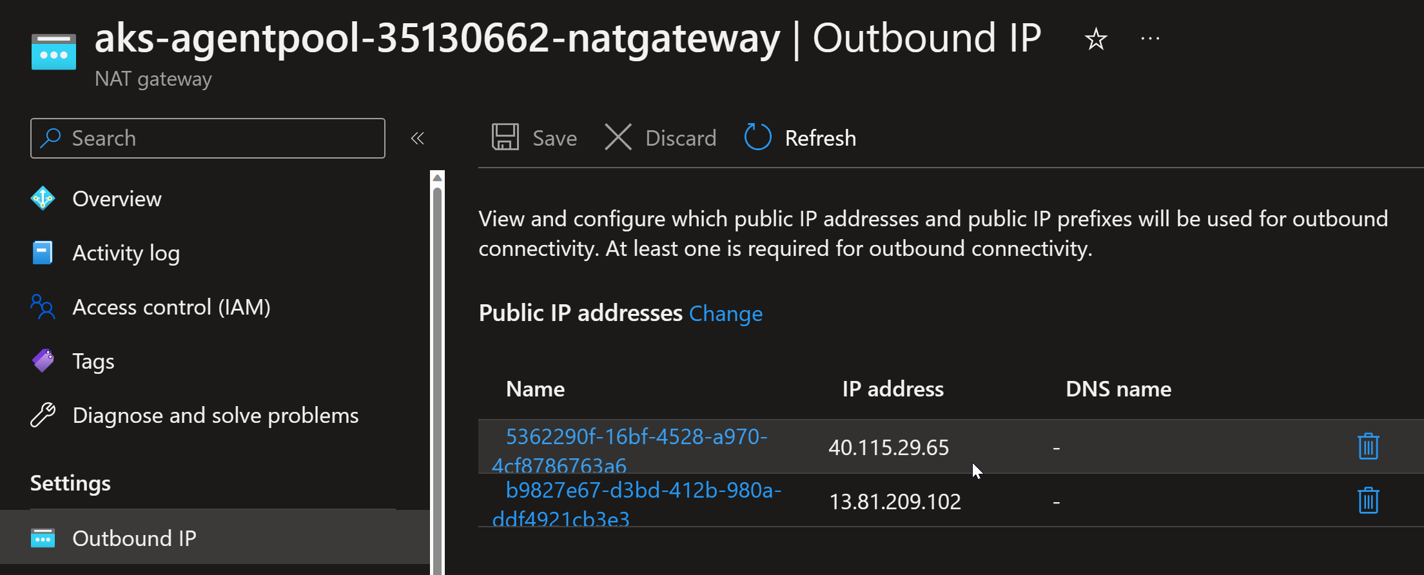 aks-agentpool-35130662-natgateway | Outbound IP
NAT gateway
Search
Save
Discard
Refresh
Overview
Activity log
Access control (IAM)
Tags
Diagnose and solve problems
Settings
Outbound IP
View and configure which public IP addresses and public IP prefixes will be used for outbound
connectivity. At least one is required for outbound connectivity.
Public IP addresses Change
Name IP address DNS name
5362290f-16bf-4528-a970-
4cf8786763a6
40.115.29.65 -
b9827e67-d3bd-412b-980a-
ddf4921cb3e3
13.81.209.102 -